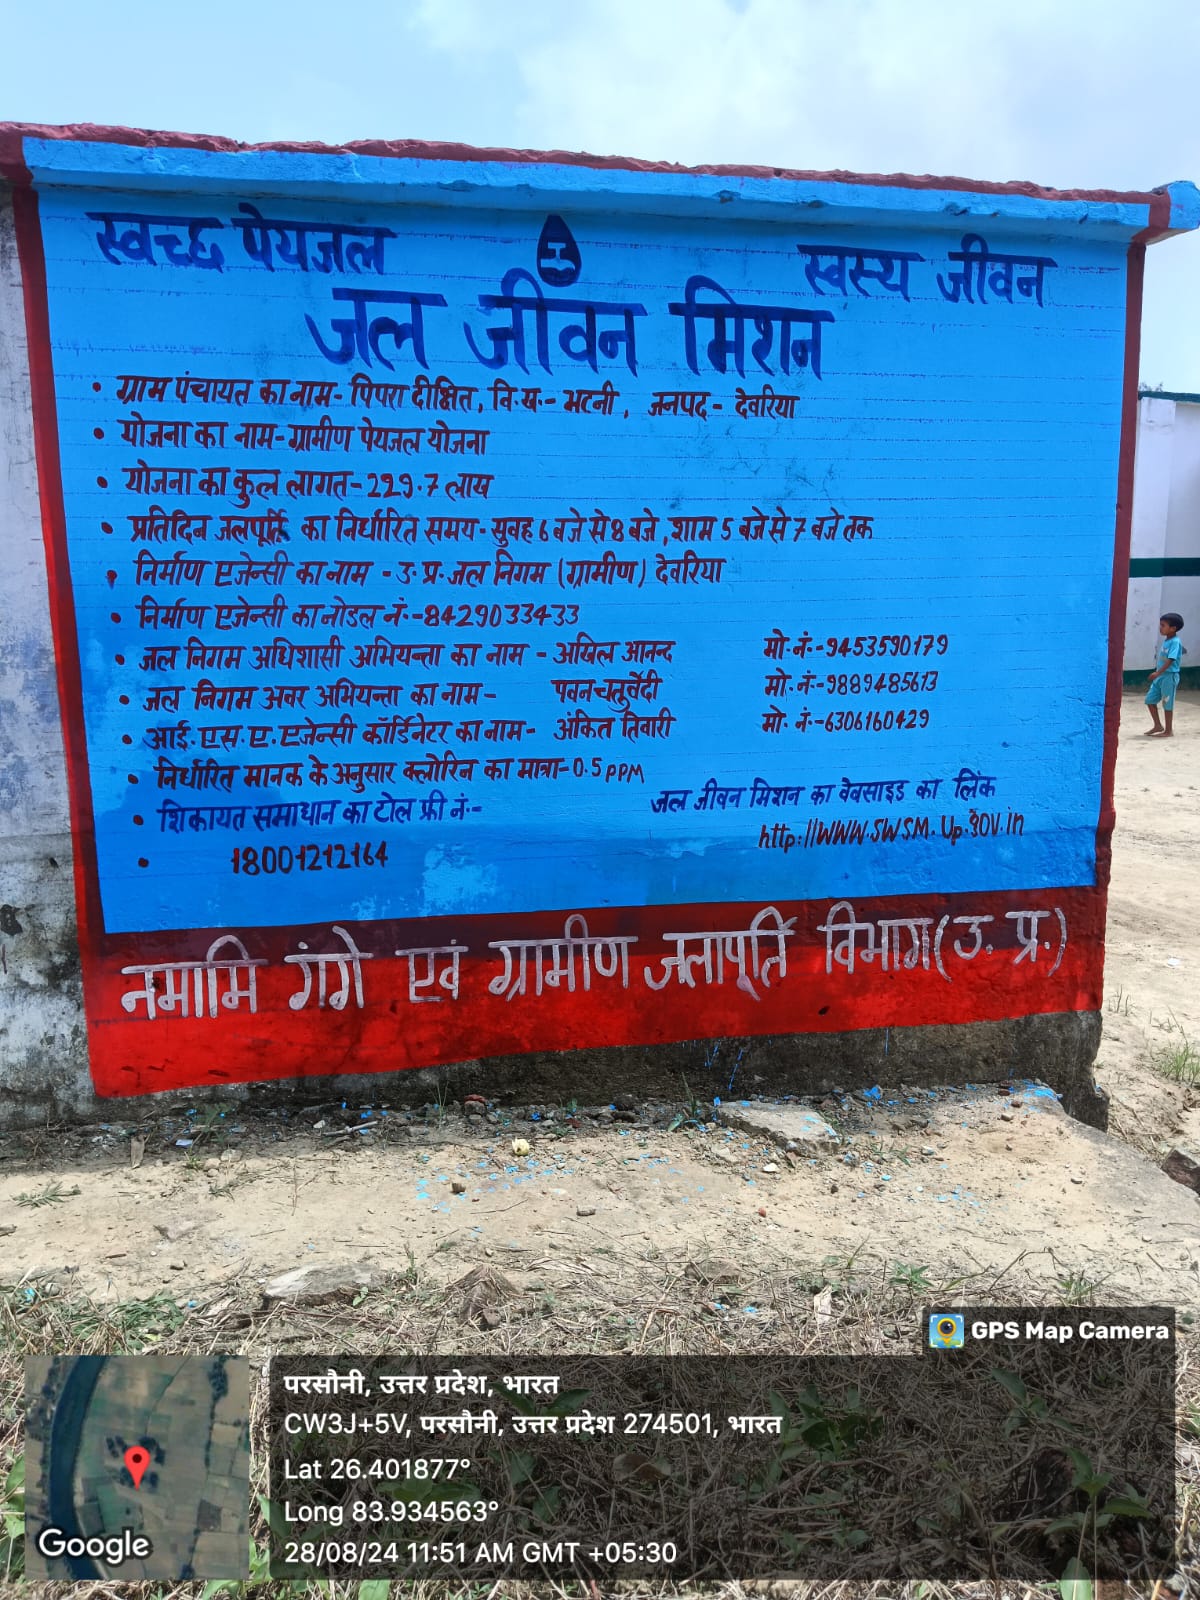 स्वच्छ पेयजल
स्वस्थ जीवन
जल जीवन मिशन
• ग्राम पंचायत का नाम- पिपरा दीक्षित, वि.ख.- भटनी, जनपद- देवरिया
• योजना का नाम-ग्रामीण पेयजल योजना
• योजना का कुल लागत-229.7 लाख
• प्रतिदिन जलपूर्ति का निर्धारित समय- सुबह 6 बजे से 8 बजे, शाम 5 बजे से 7 बजे तक
• निर्माण एजेन्सी का नाम - उ.प्र. जल निगम (ग्रामीण) देवरिया
• निर्माण एजेन्सी का नोडल नं.-8429033433
• जल निगम अधिशासी अभियन्ता का नाम - अखिल आनन्द मो.नं.-9453590179
• जल निगम अवर अभियन्ता का नाम- पवन चतुर्वेदी मो.नं-9889485613
• आई.एस.ए.एजेन्सी कॉर्डिनेटर का नाम- अंकित तिवारी मो. नं.-6306160429
• निर्धारित मानक के अनुसार क्लोरिन का मात्रा-0.5 PPM
• शिकायत समाधान का टोल फ्री नं.-
जल जीवन मिशन का वेबसाइड का लिंक
• 18001212164
http://WWW.SWSM.Up.gov.in
नमामि गंगे एवं ग्रामीण जलापूर्ति विभाग(उ. प्र.)
GPS Map Camera
परसौनी, उत्तर प्रदेश, भारत
CW3J+5V, परसौनी, उत्तर प्रदेश 274501, भारत
Lat 26.401877°
Long 83.934563°
28/08/24 11:51 AM GMT +05:30
Google